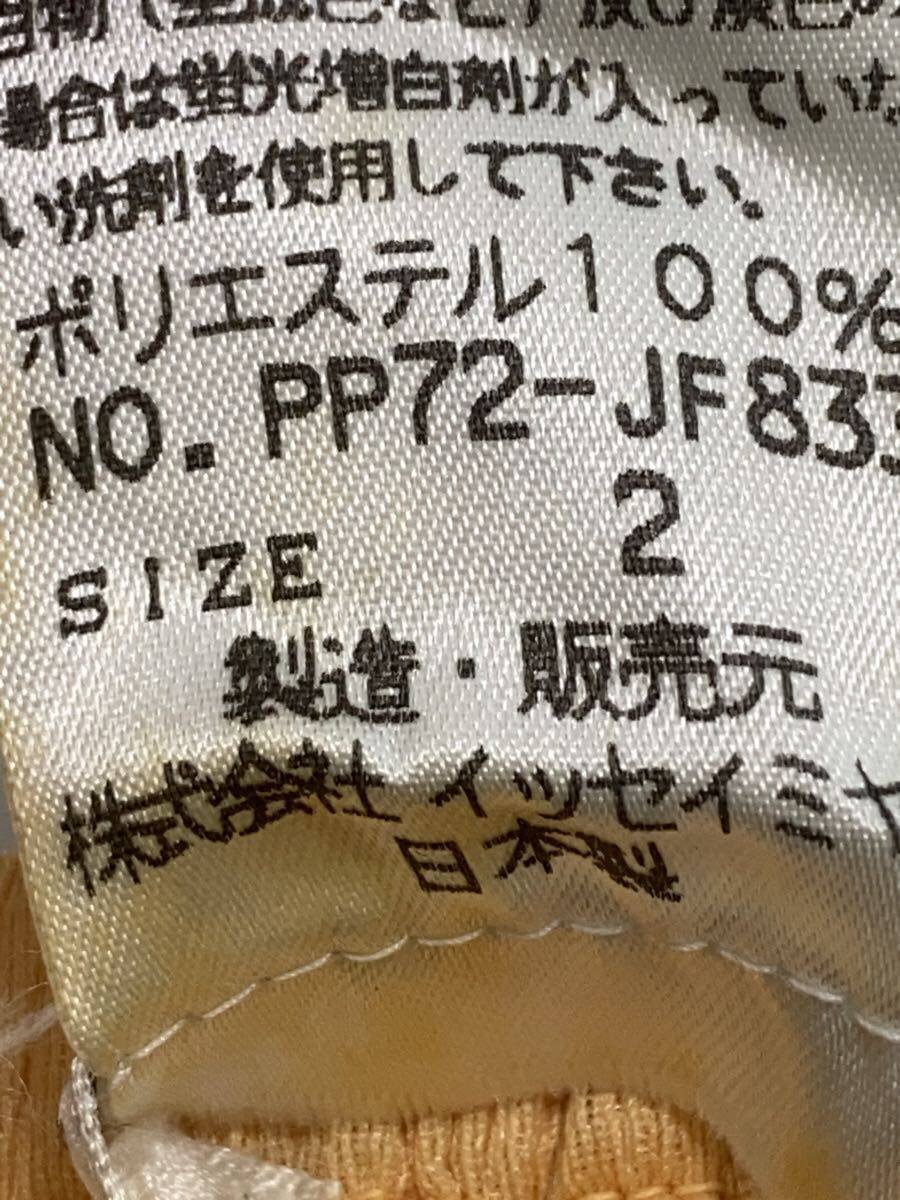 場合は蛍光増白剤が入っていな
い洗剤を使用して下さい。
ポリエステル100%
NO. PP72-JF833
SIZE 2
製造・販売元
株式会社 イッセイミヤ
日本製